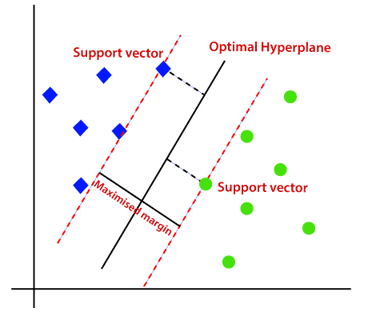 Optimal Hyperplane
Support vector
Support vector
Maximised margin